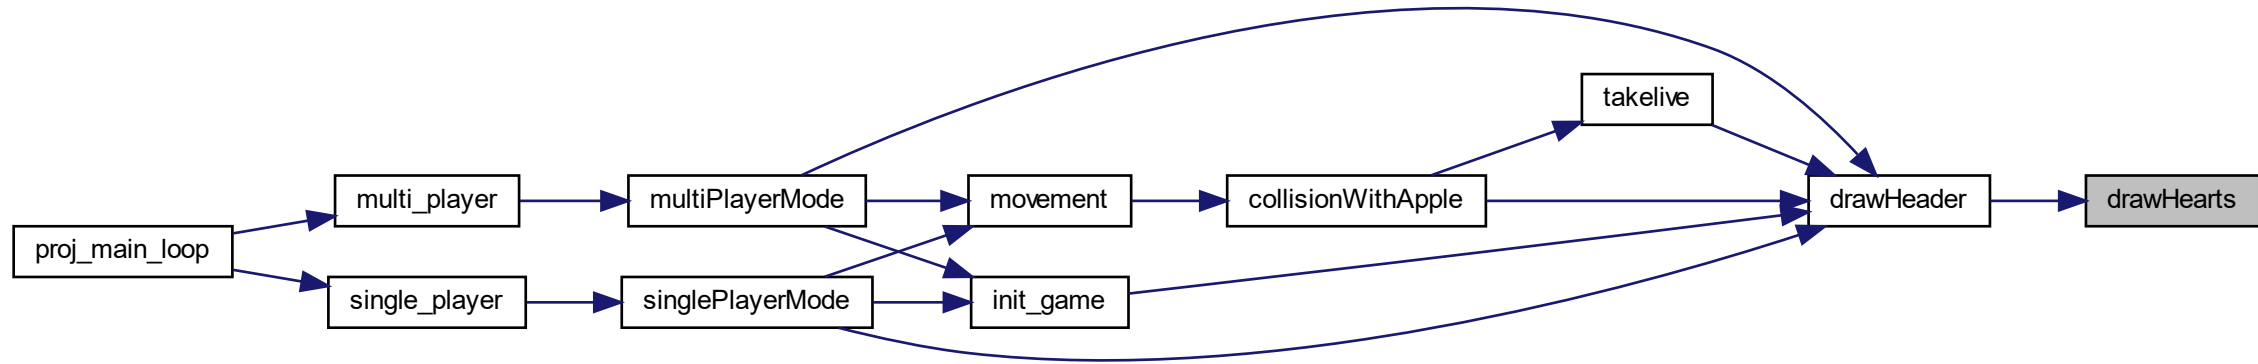 takelive
multi_player
multiPlayerMode
movement
collisionWithApple
drawHeader
drawHearts
proj_main_loop
single_player
singlePlayerMode
init_game